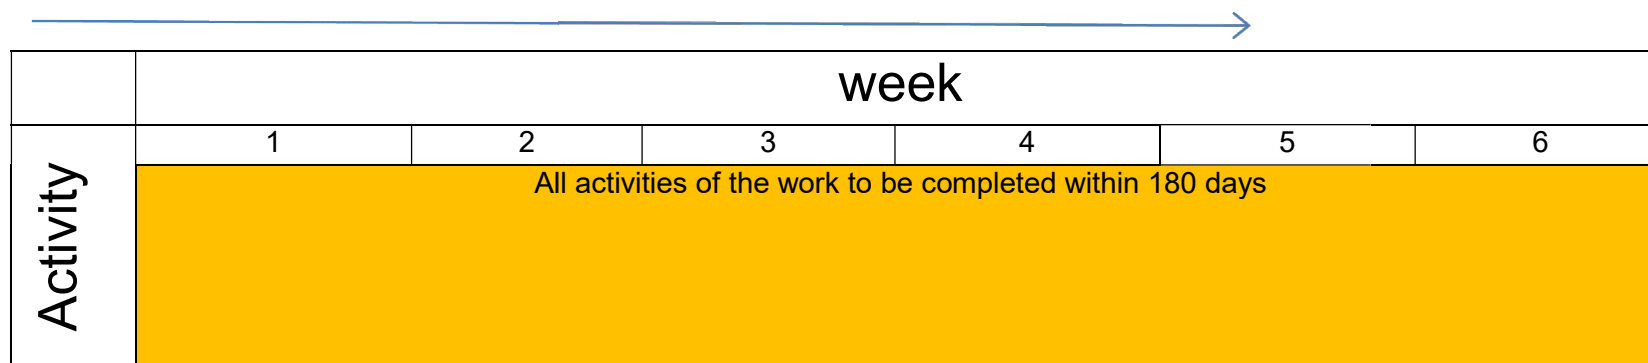 week
1 2 3 4 5 6
Activity
All activities of the work to be completed within 180 days